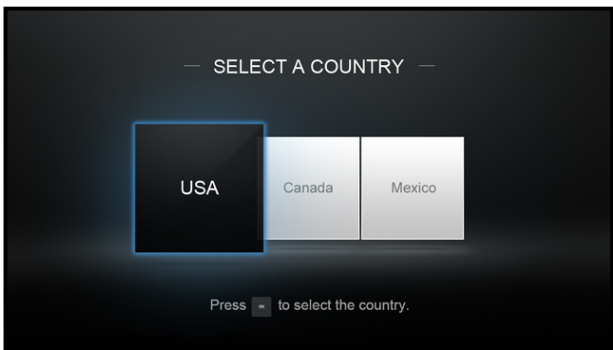 SELECT A COUNTRY
USA Canada Mexico
Press to select the country.